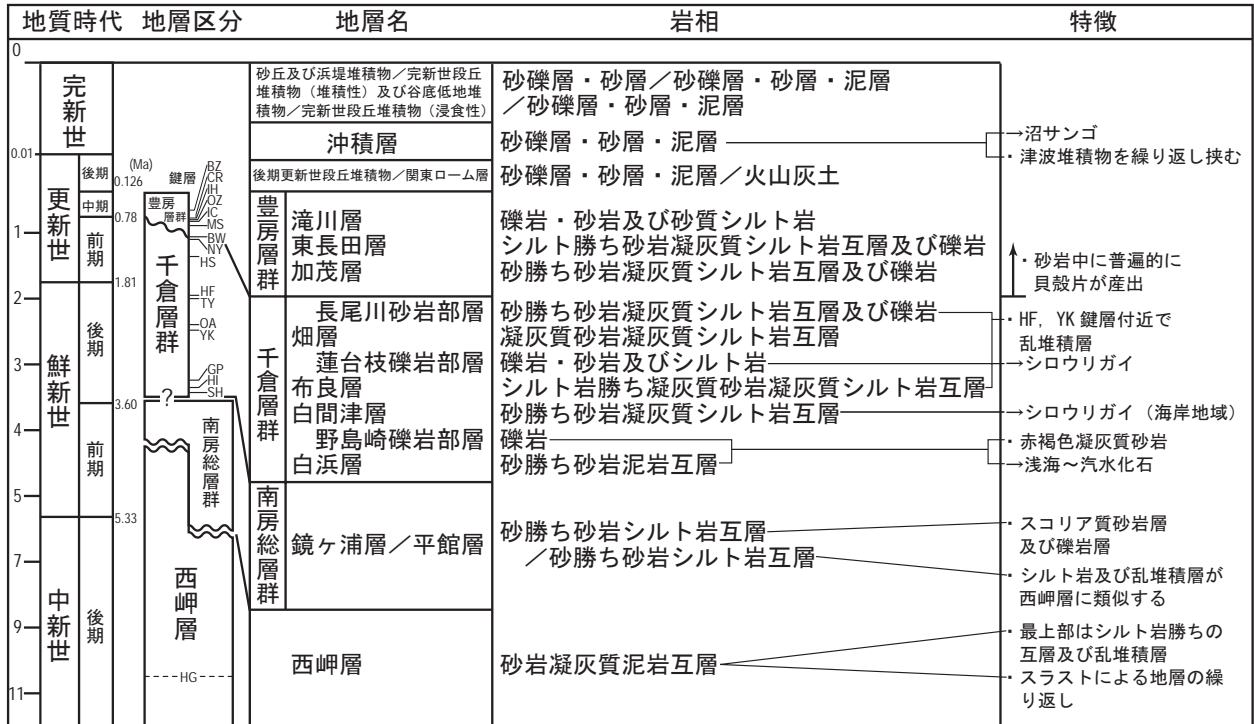 地質時代 地層区分 地層名 岩相 特徴
0
完新世
砂丘及び浜堤堆積物／完新世段丘
堆積物（堆積性）及び谷底低地堆
積物／完新世段丘堆積物（浸食性）
砂礫層・砂層／砂礫層・砂層・泥層
／砂礫層・砂層・泥層
沖積層
砂礫層・砂層・泥層
→沼サンゴ
・津波堆積物を繰り返し挟む
0.01
(Ma)
更新世
後期
0.126
鍵層
BZ
CR
IH
OZ
IC
MS
BW
NY
HS
HF
TY
OA
YK
GP
HI
SH
後期更新世段丘堆積物／関東ローム層
砂礫層・砂層・泥層／火山灰土
中期
0.78
豊房
層群
1
前期
1.81
豊房層群
滝川層
礫岩・砂岩及び砂質シルト岩
東長田層
シルト勝ち砂岩凝灰質シルト岩互層及び礫岩
加茂層
砂勝ち砂岩凝灰質シルト岩互層及び礫岩
・砂岩中に普遍的に
貝殻片が産出
2
千倉層群
鮮新世
後期
3
3.60
?
千倉層群
長尾川砂岩部層
砂勝ち砂岩凝灰質シルト岩互層及び礫岩
畑層
凝灰質砂岩凝灰質シルト岩互層
・HF, YK 鍵層付近で
乱堆積層
蓮台枝礫岩部層
礫岩・砂岩及びシルト岩
→シロウリガイ
布良層
シルト岩勝ち凝灰質砂岩凝灰質シルト岩互層
白間津層
砂勝ち砂岩凝灰質シルト岩互層
→シロウリガイ（海岸地域）
野島崎礫岩部層
礫岩
・赤褐色凝灰質砂岩
白浜層
砂勝ち砂岩泥岩互層
→浅海～汽水化石
4
前期
南房総層群
5
5.33
南房総層群
鏡ヶ浦層／平館層
砂勝ち砂岩シルト岩互層
／砂勝ち砂岩シルト岩互層
・スコリア質砂岩層
及び礫岩層
・シルト岩及び乱堆積層が
西岬層に類似する
7
中新世
後期
西岬層
9
西岬層
砂岩凝灰質泥岩互層
・最上部はシルト岩勝ちの
互層及び乱堆積層
・スラストによる地層の繰
り返し
HG
11